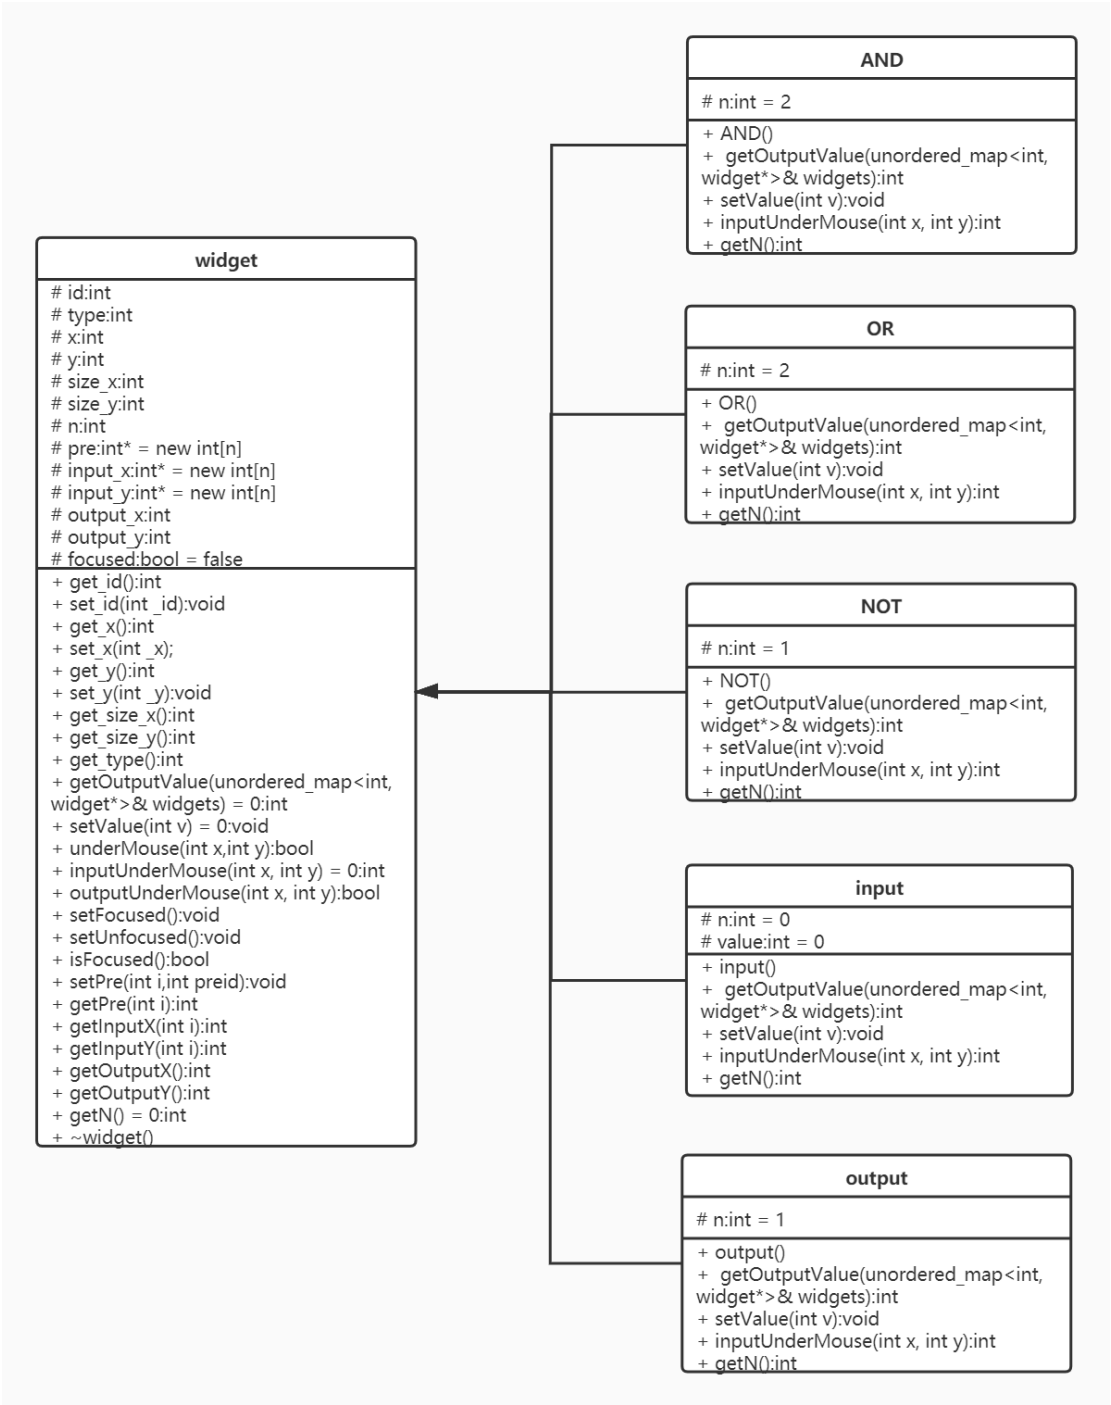 widget
# id:int
# type:int
# x:int
# y:int
# size_x:int
# size_y:int
# n:int
# pre:int* = new int[n]
# input_x:int* = new int[n]
# input_y:int* = new int[n]
# output_x:int
# output_y:int
# focused:bool = false
+ get_id():int
+ set_id(int _id):void
+ get_x():int
+ set_x(int _x);
+ get_y():int
+ set_y(int _y):void
+ get_size_x():int
+ get_size_y():int
+ get_type():int
+ getOutputValue(unordered_map<int,
widget*>& widgets) = 0:int
+ setValue(int v) = 0:void
+ underMouse(int x,int y):bool
+ inputUnderMouse(int x, int y) = 0:int
+ outputUnderMouse(int x, int y):bool
+ setFocused():void
+ setUnfocused():void
+ isFocused():bool
+ setPre(int i,int preid):void
+ getPre(int i):int
+ getInputX(int i):int
+ getInputY(int i):int
+ getOutputX():int
+ getOutputY():int
+ getN() = 0:int
+ ~widget()
AND
# n:int = 2
+ AND()
+  getOutputValue(unordered_map<int,
widget*>& widgets):int
+ setValue(int v):void
+ inputUnderMouse(int x, int y):int
+ getN():int
OR
# n:int = 2
+ OR()
+  getOutputValue(unordered_map<int,
widget*>& widgets):int
+ setValue(int v):void
+ inputUnderMouse(int x, int y):int
+ getN():int
NOT
# n:int = 1
+ NOT()
+  getOutputValue(unordered_map<int,
widget*>& widgets):int
+ setValue(int v):void
+ inputUnderMouse(int x, int y):int
+ getN():int
input
# n:int = 0
# value:int = 0
+ input()
+  getOutputValue(unordered_map<int,
widget*>& widgets):int
+ setValue(int v):void
+ inputUnderMouse(int x, int y):int
+ getN():int
output
# n:int = 1
+ output()
+  getOutputValue(unordered_map<int,
widget*>& widgets):int
+ setValue(int v):void
+ inputUnderMouse(int x, int y):int
+ getN():int